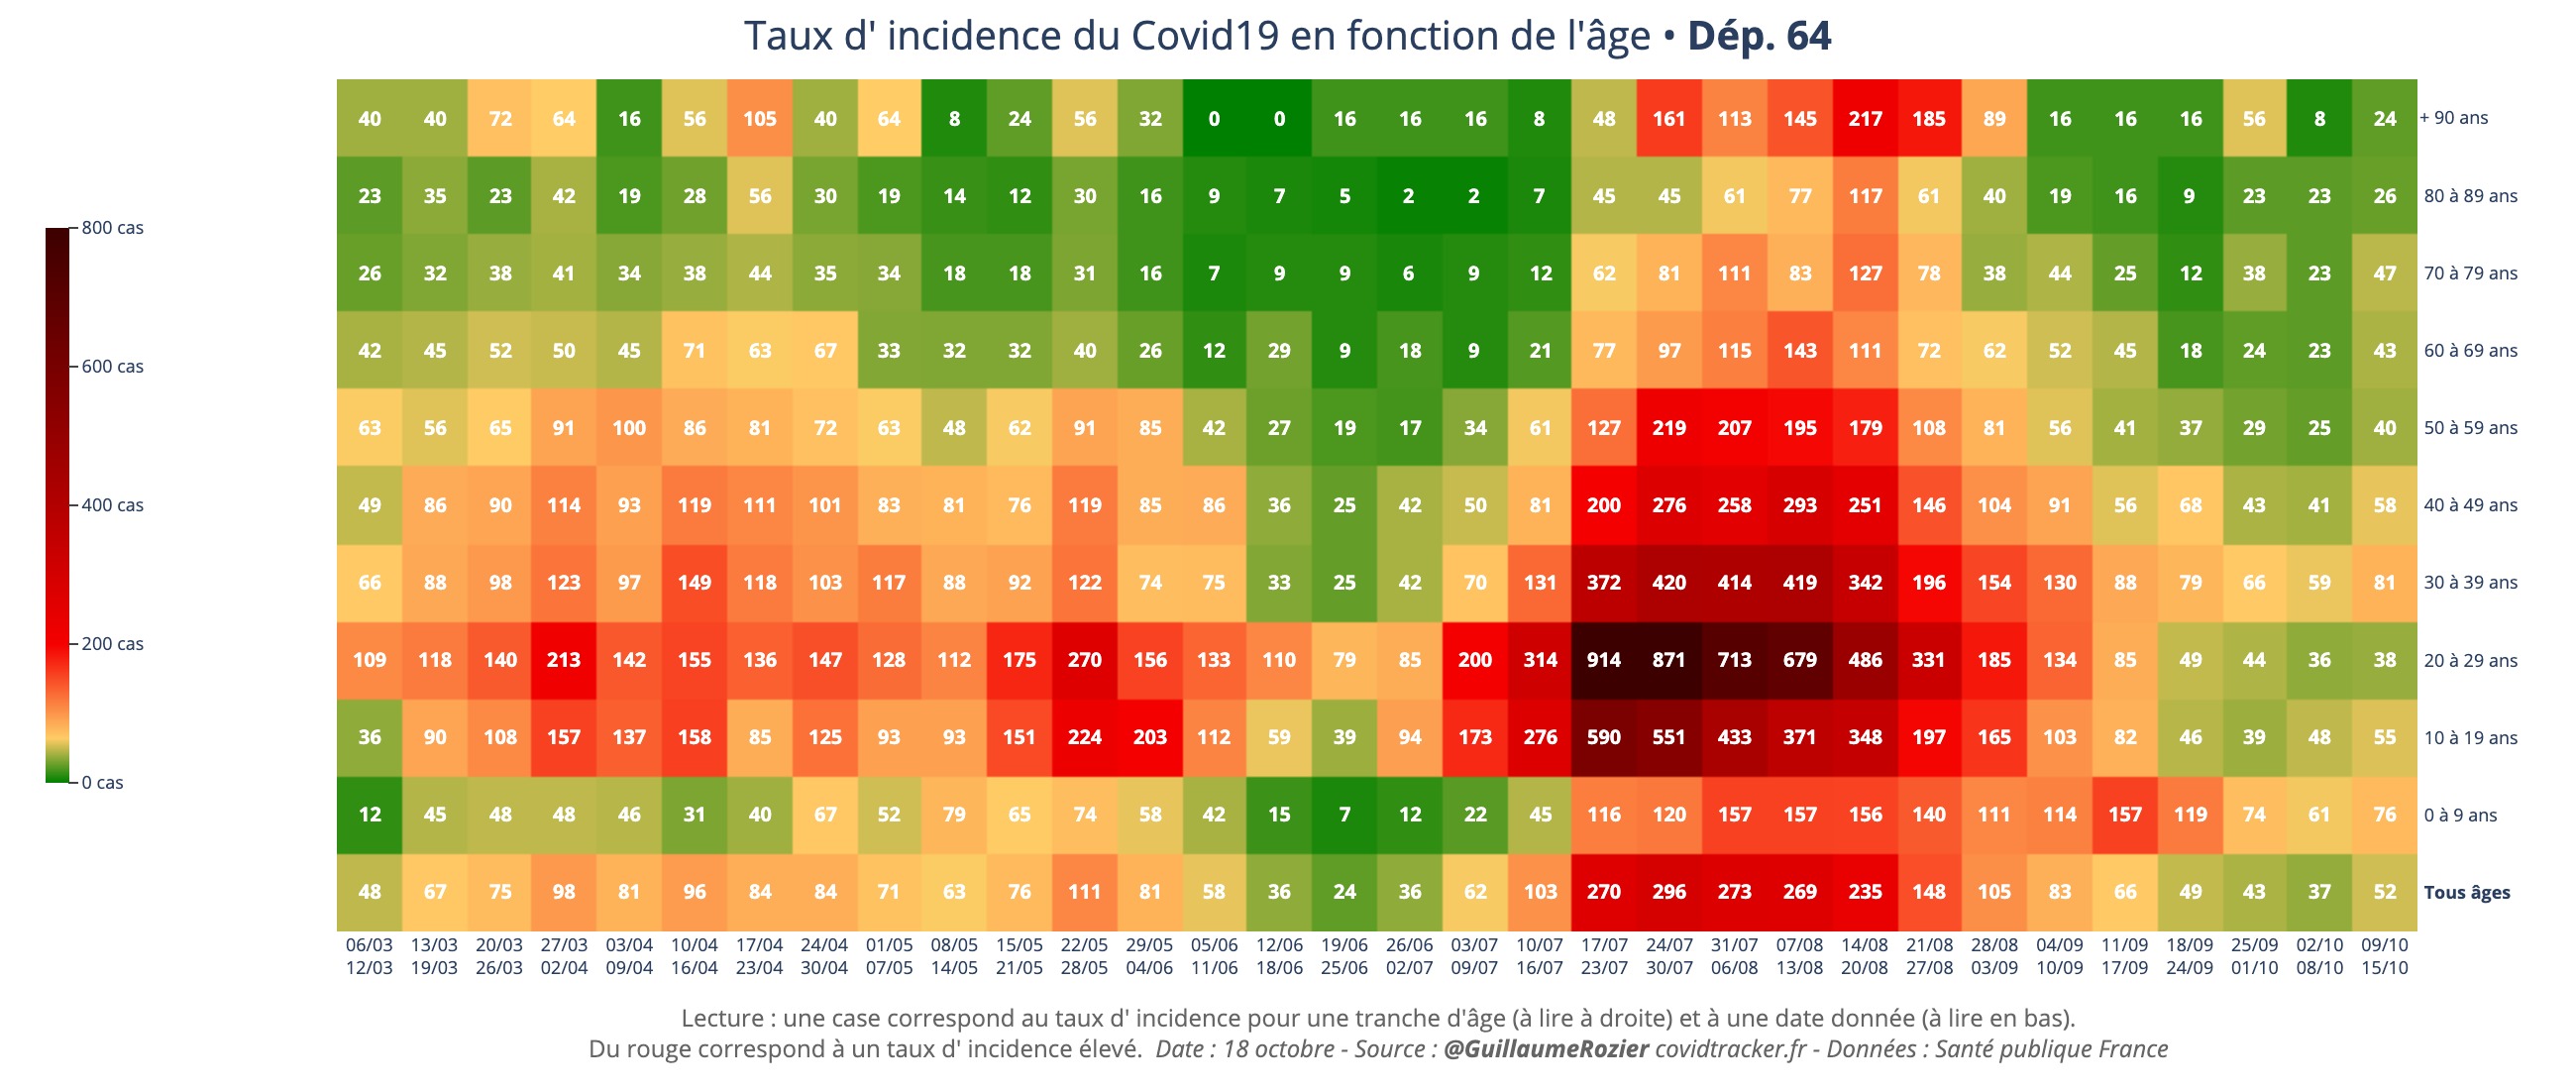 Taux d' incidence du Covid19 en fonction de l'âge • Dép. 64
800 cas
600 cas
400 cas
200 cas
0 cas
40 40 72 64 16 56 105 40 64 8 24 56 32 0 0 16 16 16 8 48 161 113 145 217 185 89 16 16 16 56 8 24 + 90 ans
23 35 23 42 19 28 56 30 19 14 12 30 16 9 7 5 2 2 7 45 45 61 77 117 61 40 19 16 9 23 23 26 80 à 89 ans
26 32 38 41 34 38 44 35 34 18 18 31 16 7 9 9 6 9 12 62 81 111 83 127 78 38 44 25 12 38 23 47 70 à 79 ans
42 45 52 50 45 71 63 67 33 32 32 40 26 12 29 9 18 9 21 77 97 115 143 111 72 62 52 45 18 24 23 43 60 à 69 ans
63 56 65 91 100 86 81 72 63 48 62 91 85 42 27 19 17 34 61 127 219 207 195 179 108 81 56 41 37 29 25 40 50 à 59 ans
49 86 90 114 93 119 111 101 83 81 76 119 85 86 36 25 42 50 81 200 276 258 293 251 146 104 91 56 68 43 41 58 40 à 49 ans
66 88 98 123 97 149 118 103 117 88 92 122 74 75 33 25 42 70 131 372 420 414 419 342 196 154 130 88 79 66 59 81 30 à 39 ans
109 118 140 213 142 155 136 147 128 112 175 270 156 133 110 79 85 200 314 914 871 713 679 486 331 185 134 85 49 44 36 38 20 à 29 ans
36 90 108 157 137 158 85 125 93 93 151 224 203 112 59 39 94 173 276 590 551 433 371 348 197 165 103 82 46 39 48 55 10 à 19 ans
12 45 48 48 46 31 40 67 52 79 65 74 58 42 15 7 12 22 45 116 120 157 157 156 140 111 114 157 119 74 61 76 0 à 9 ans
48 67 75 98 81 96 84 84 71 63 76 111 81 58 36 24 36 62 103 270 296 273 269 235 148 105 83 66 49 43 37 52 Tous âges
06/03 13/03 20/03 27/03 03/04 10/04 17/04 24/04 01/05 08/05 15/05 22/05 29/05 05/06 12/06 19/06 26/06 03/07 10/07 17/07 24/07 31/07 07/08 14/08 21/08 28/08 04/09 11/09 18/09 25/09 02/10 09/10
12/03 19/03 26/03 02/04 09/04 16/04 23/04 30/04 07/05 14/05 21/05 28/05 04/06 11/06 18/06 25/06 02/07 09/07 16/07 23/07 30/07 06/08 13/08 20/08 27/08 03/09 10/09 17/09 24/09 01/10 08/10 15/10
Lecture : une case correspond au taux d' incidence pour une tranche d'âge (à lire à droite) et à une date donnée (à lire en bas).
Du rouge correspond à un taux d' incidence élevé. Date : 18 octobre - Source : @GuillaumeRozier covidtracker.fr - Données : Santé publique France